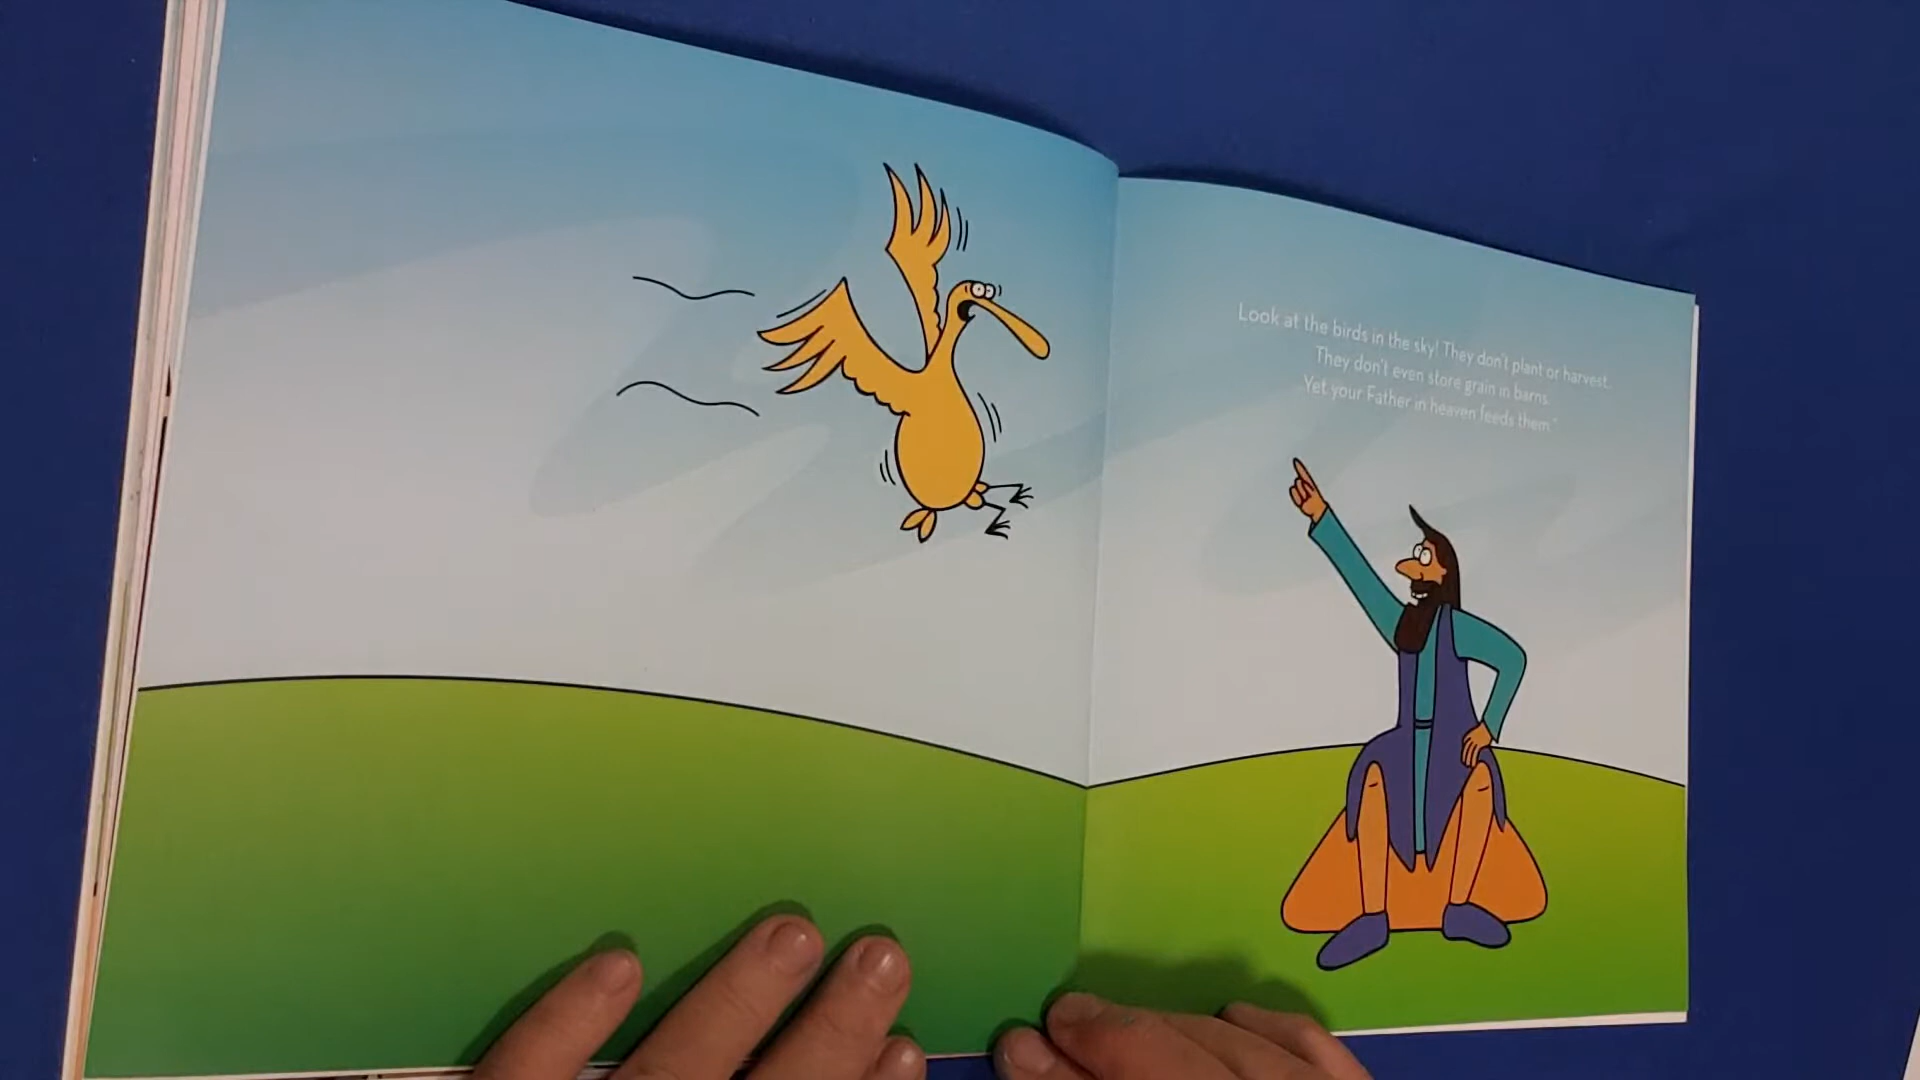 Look at the birds in the sky! They don't plant or harvest.
They don't even store grain in barns.
Yet your Father in heaven feeds them."